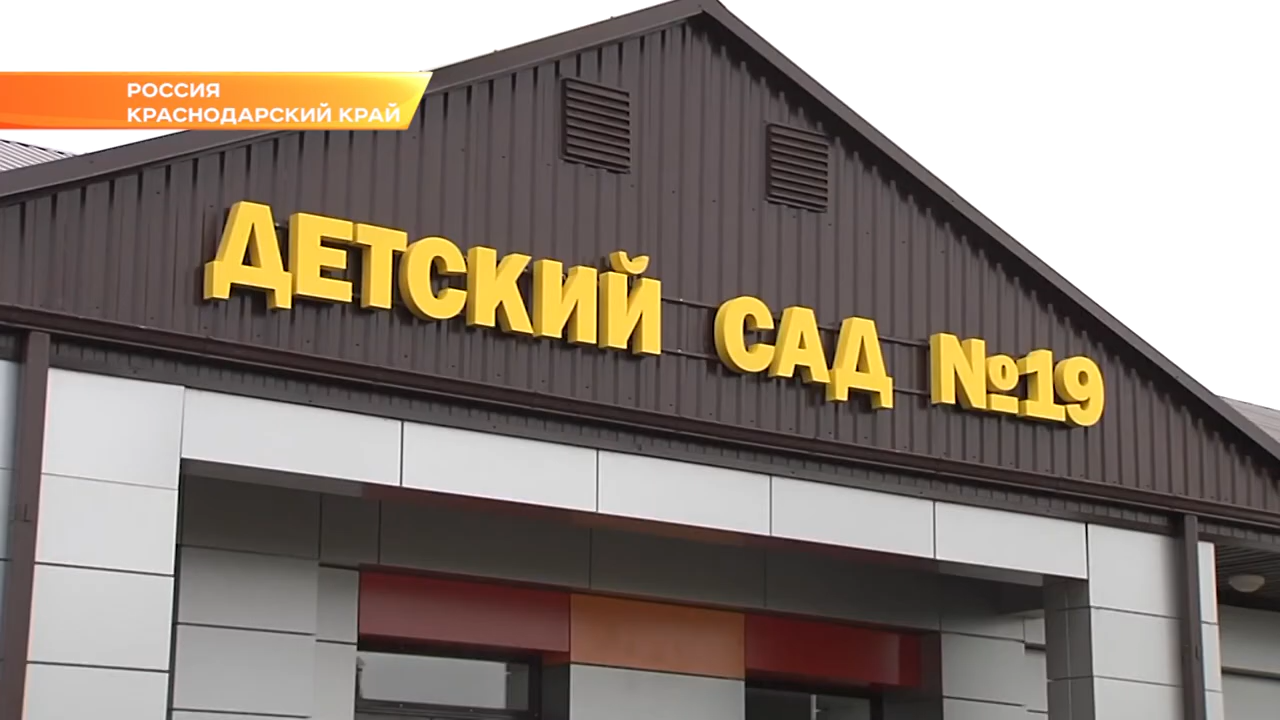 РОССИЯ
КРАСНОДАРСКИЙ КРАЙ
ДЕТСКИЙ САД №19